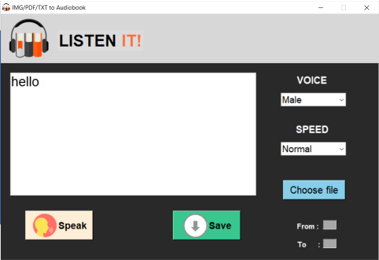 IMG/PDF/TXT to Audiobook
LISTEN IT!
hello
VOICE
Male
SPEED
Normal
Choose file
Speak
Save
From :
To :